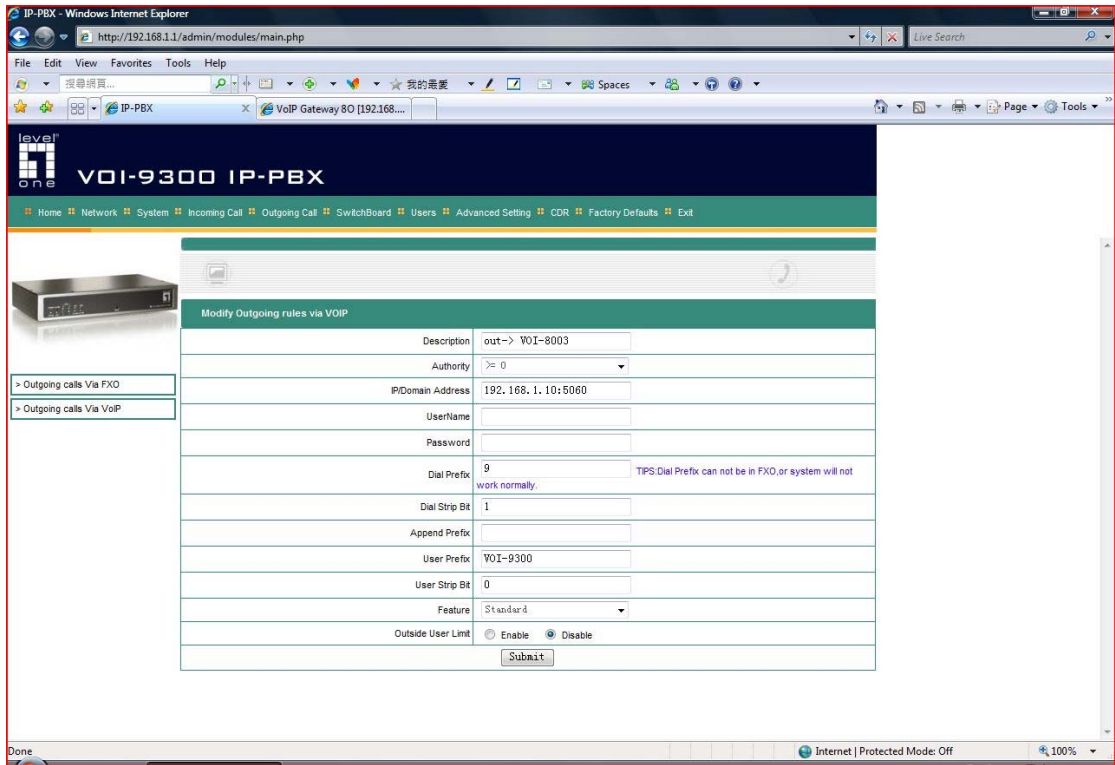 IP-PBX - Windows Internet Explorer
http://192.168.1.1/admin/modules/main.php
Live Search
File Edit View Favorites Tools Help
搜尋網頁...
我的最愛
Spaces
IP-PBX
VoIP Gateway 8O [192.168....
Page
Tools
level
one
VOI-9300 IP-PBX
Home Network System Incoming Call Outgoing Call SwitchBoard Users Advanced Setting CDR Factory Defaults Exit
> Outgoing calls Via FXO
> Outgoing calls Via VoIP
Modify Outgoing rules via VOIP
Description out-> VOI-8003
Authority >= 0
IP/Domain Address 192.168.1.10:5060
UserName
Password
Dial Prefix 9 TIPS:Dial Prefix can not be in FXO,or system will not
work normally.
Dial Strip Bit 1
Append Prefix
User Prefix VOI-9300
User Strip Bit 0
Feature Standard
Outside User Limit Enable Disable
Submit
Done
Internet | Protected Mode: Off
100%